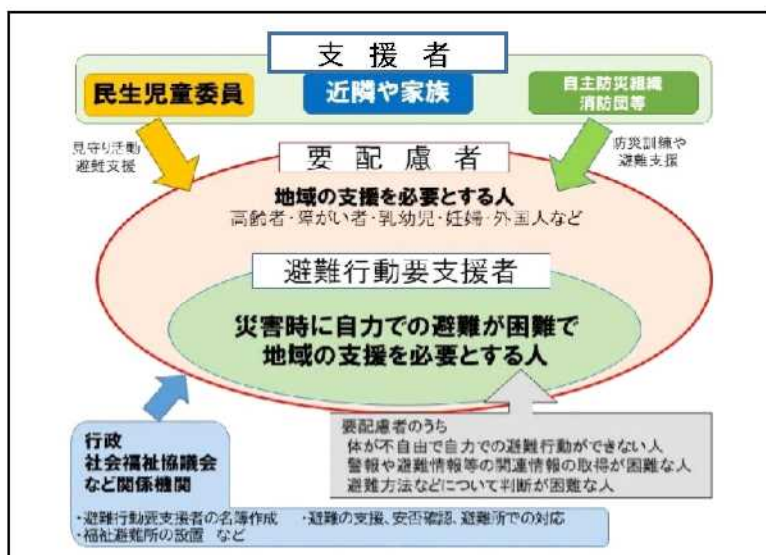 支援者
民生児童委員
近隣や家族
自主防災組織
消防団等
見守り活動
避難支援
防災訓練や
避難支援
要配慮者
地域の支援を必要とする人
高齢者・障がい者・乳幼児・妊婦・外国人など
避難行動要支援者
災害時に自力での避難が困難で
地域の支援を必要とする人
行政
社会福祉協議会
など関係機関
・避難行動要支援者の名簿作成　・避難の支援、安否確認、避難所での対応
・福祉避難所の設置　など
要配慮者のうち
体が不自由で自力での避難行動ができない人
警報や避難情報等の関連情報の取得が困難な人
避難方法などについて判断が困難な人